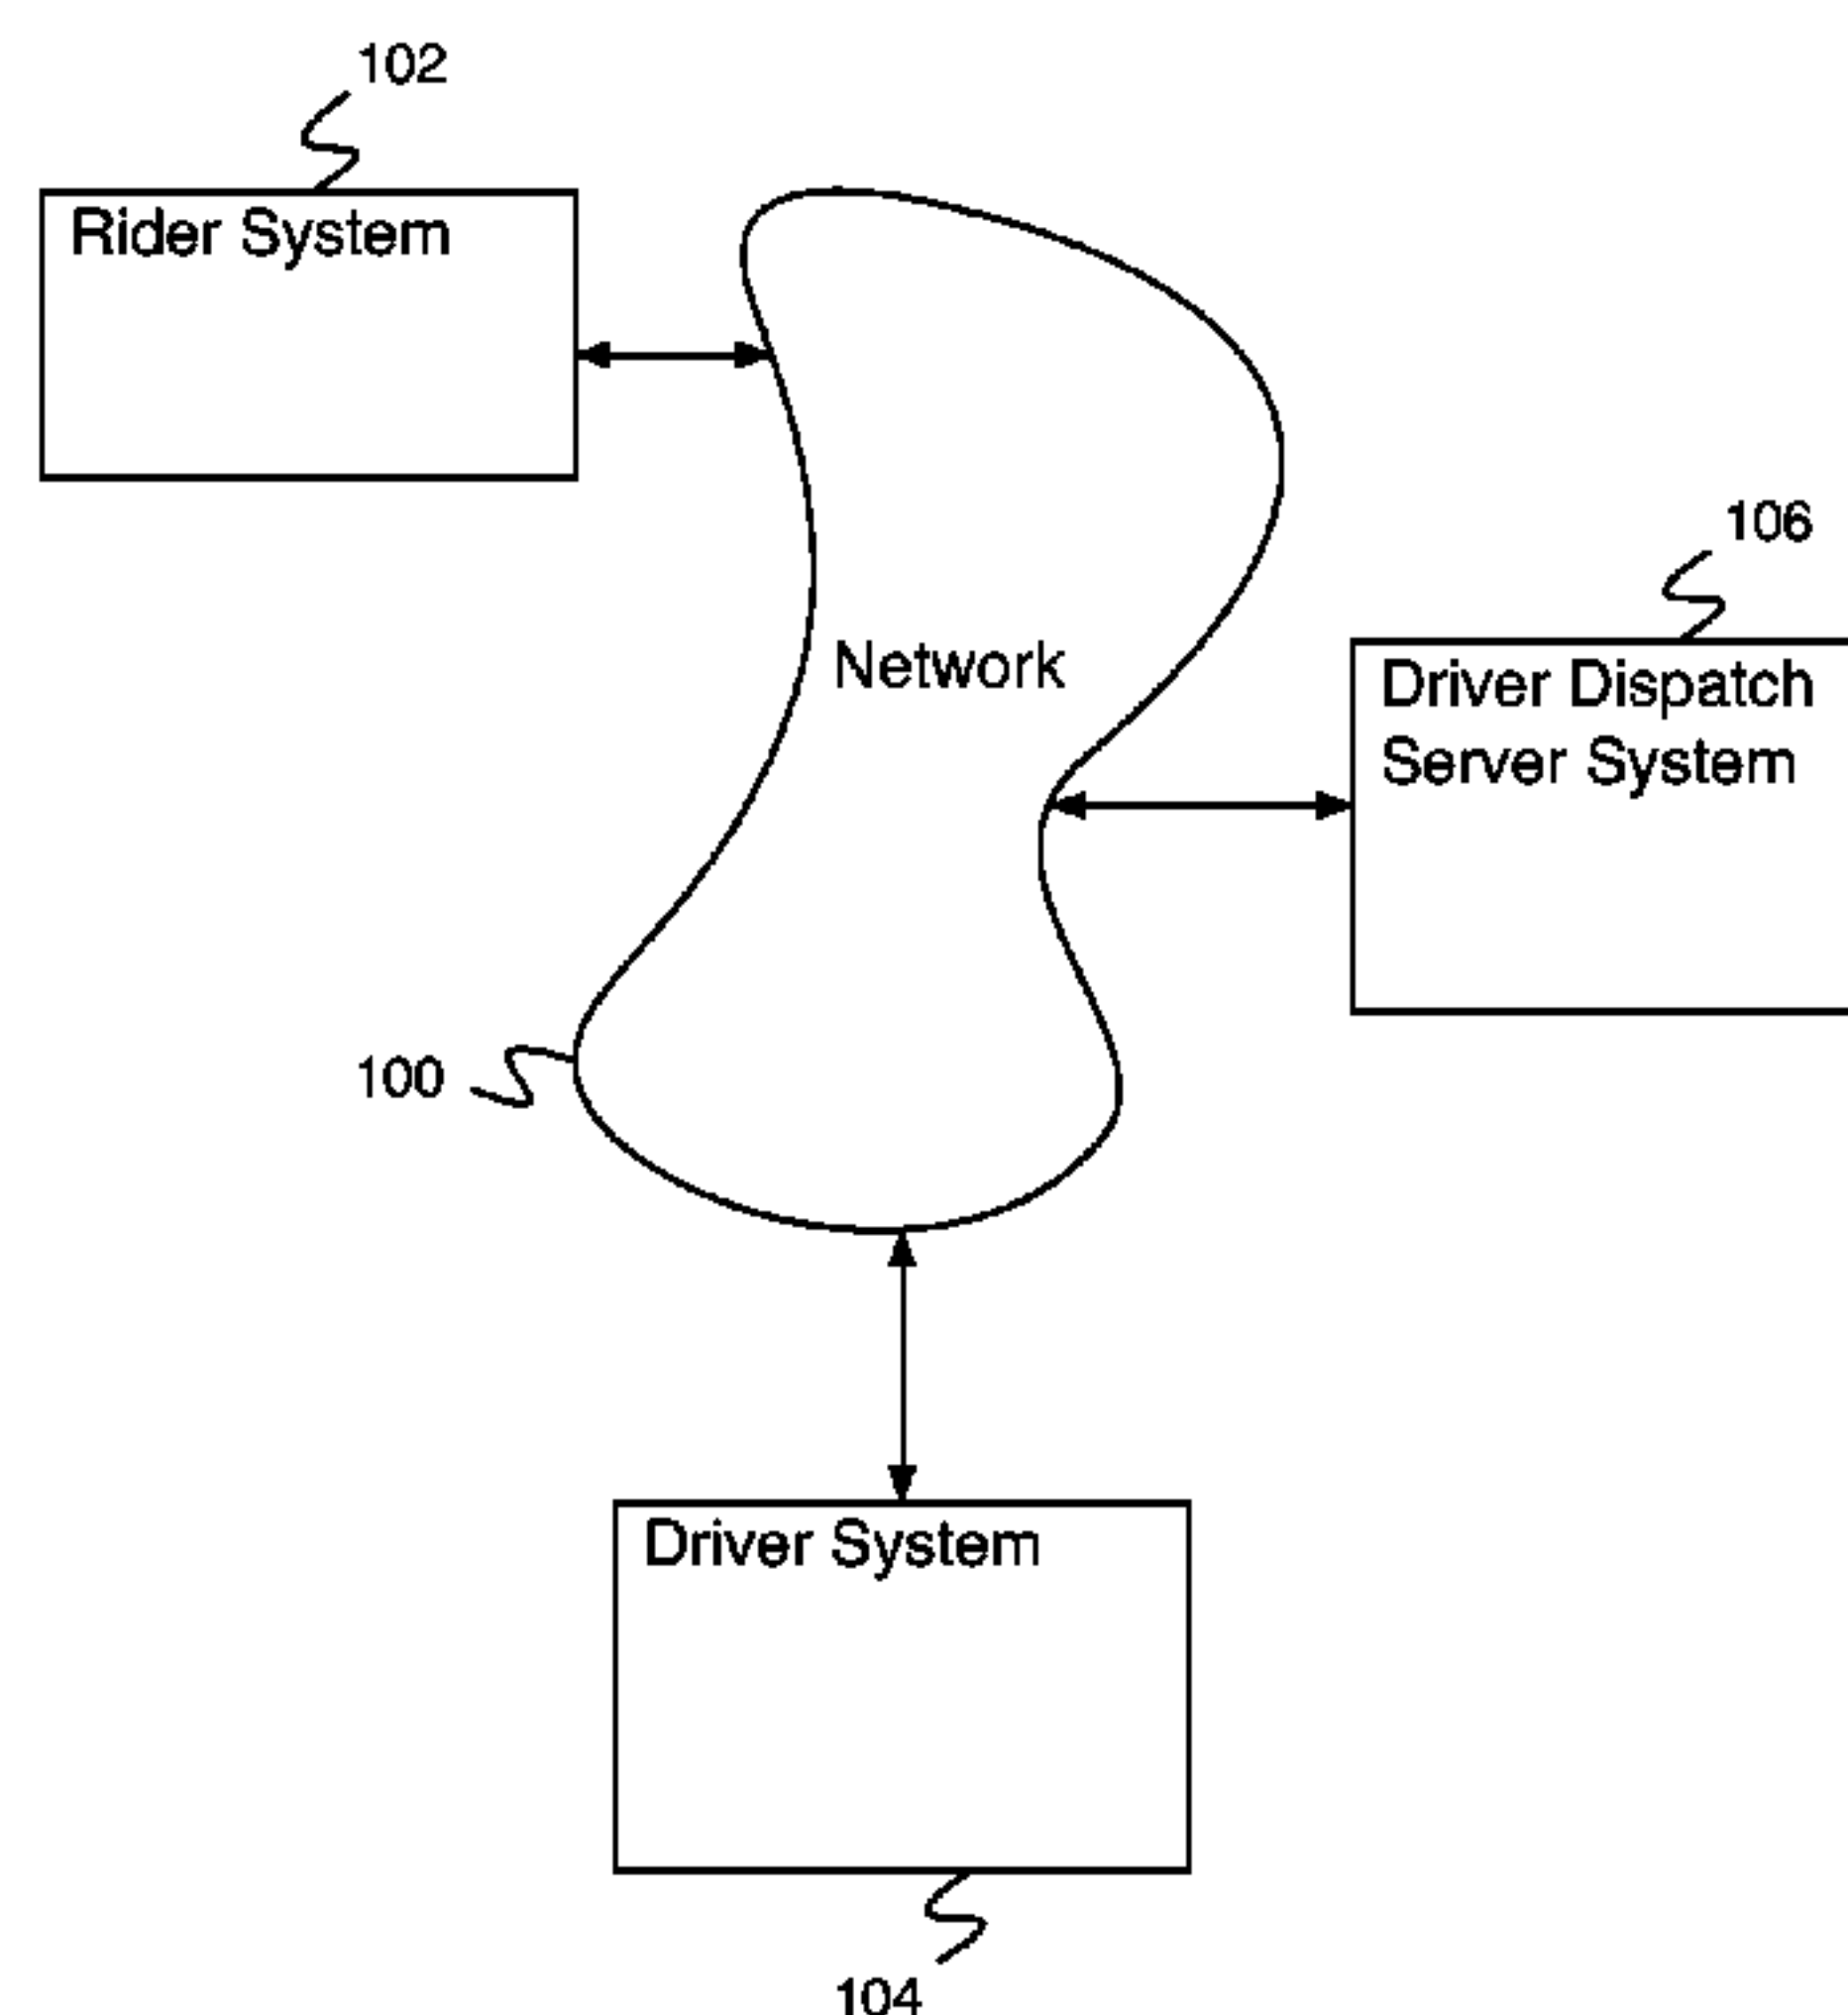 102
Rider System
106
Network
Driver Dispatch
Server System
100
Driver System
104